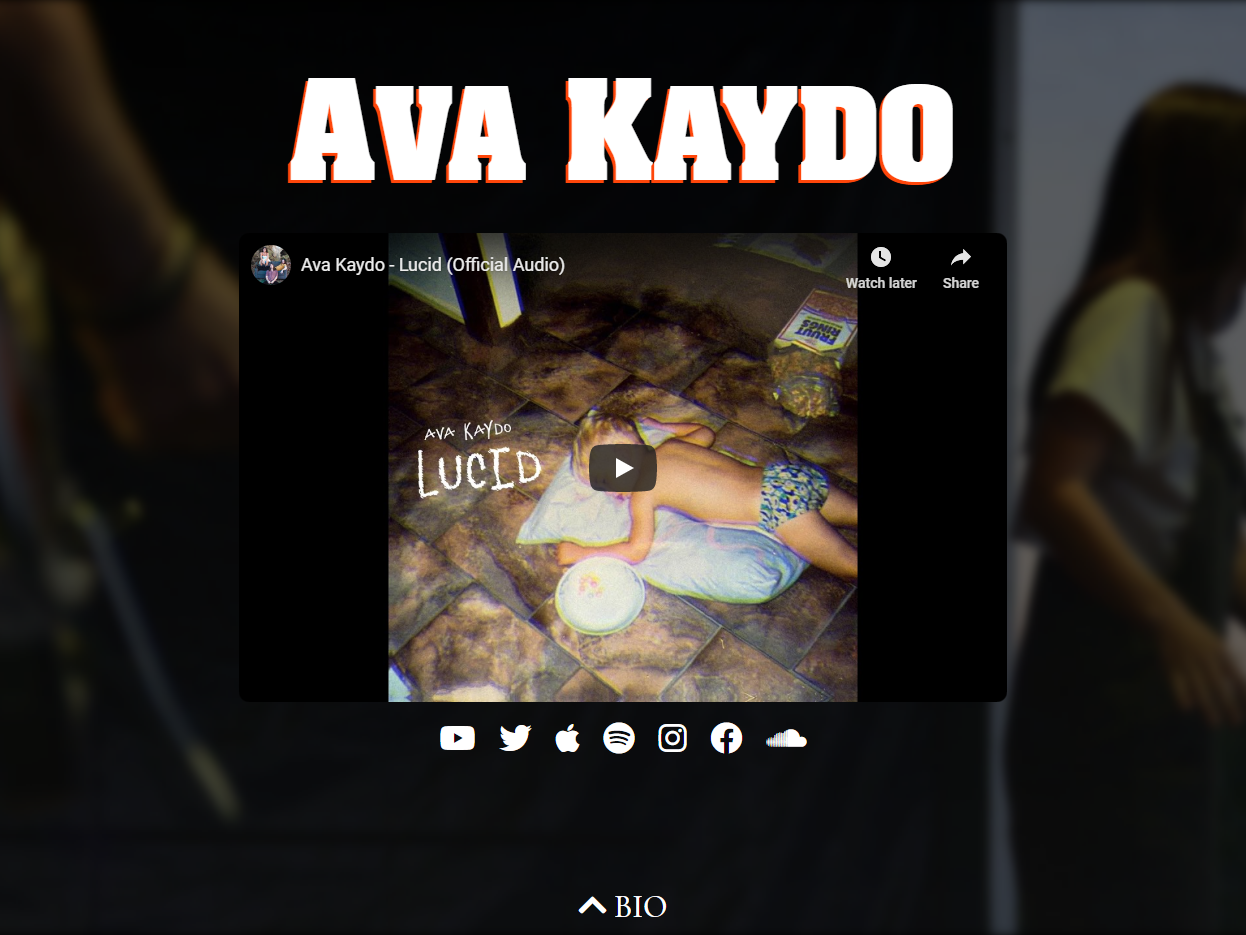 Ava Kaydo
Ava Kaydo - Lucid (Official Audio)
Watch later
Share
FRUIT
RINGS
AVA KAYDO
LUCID
BIO